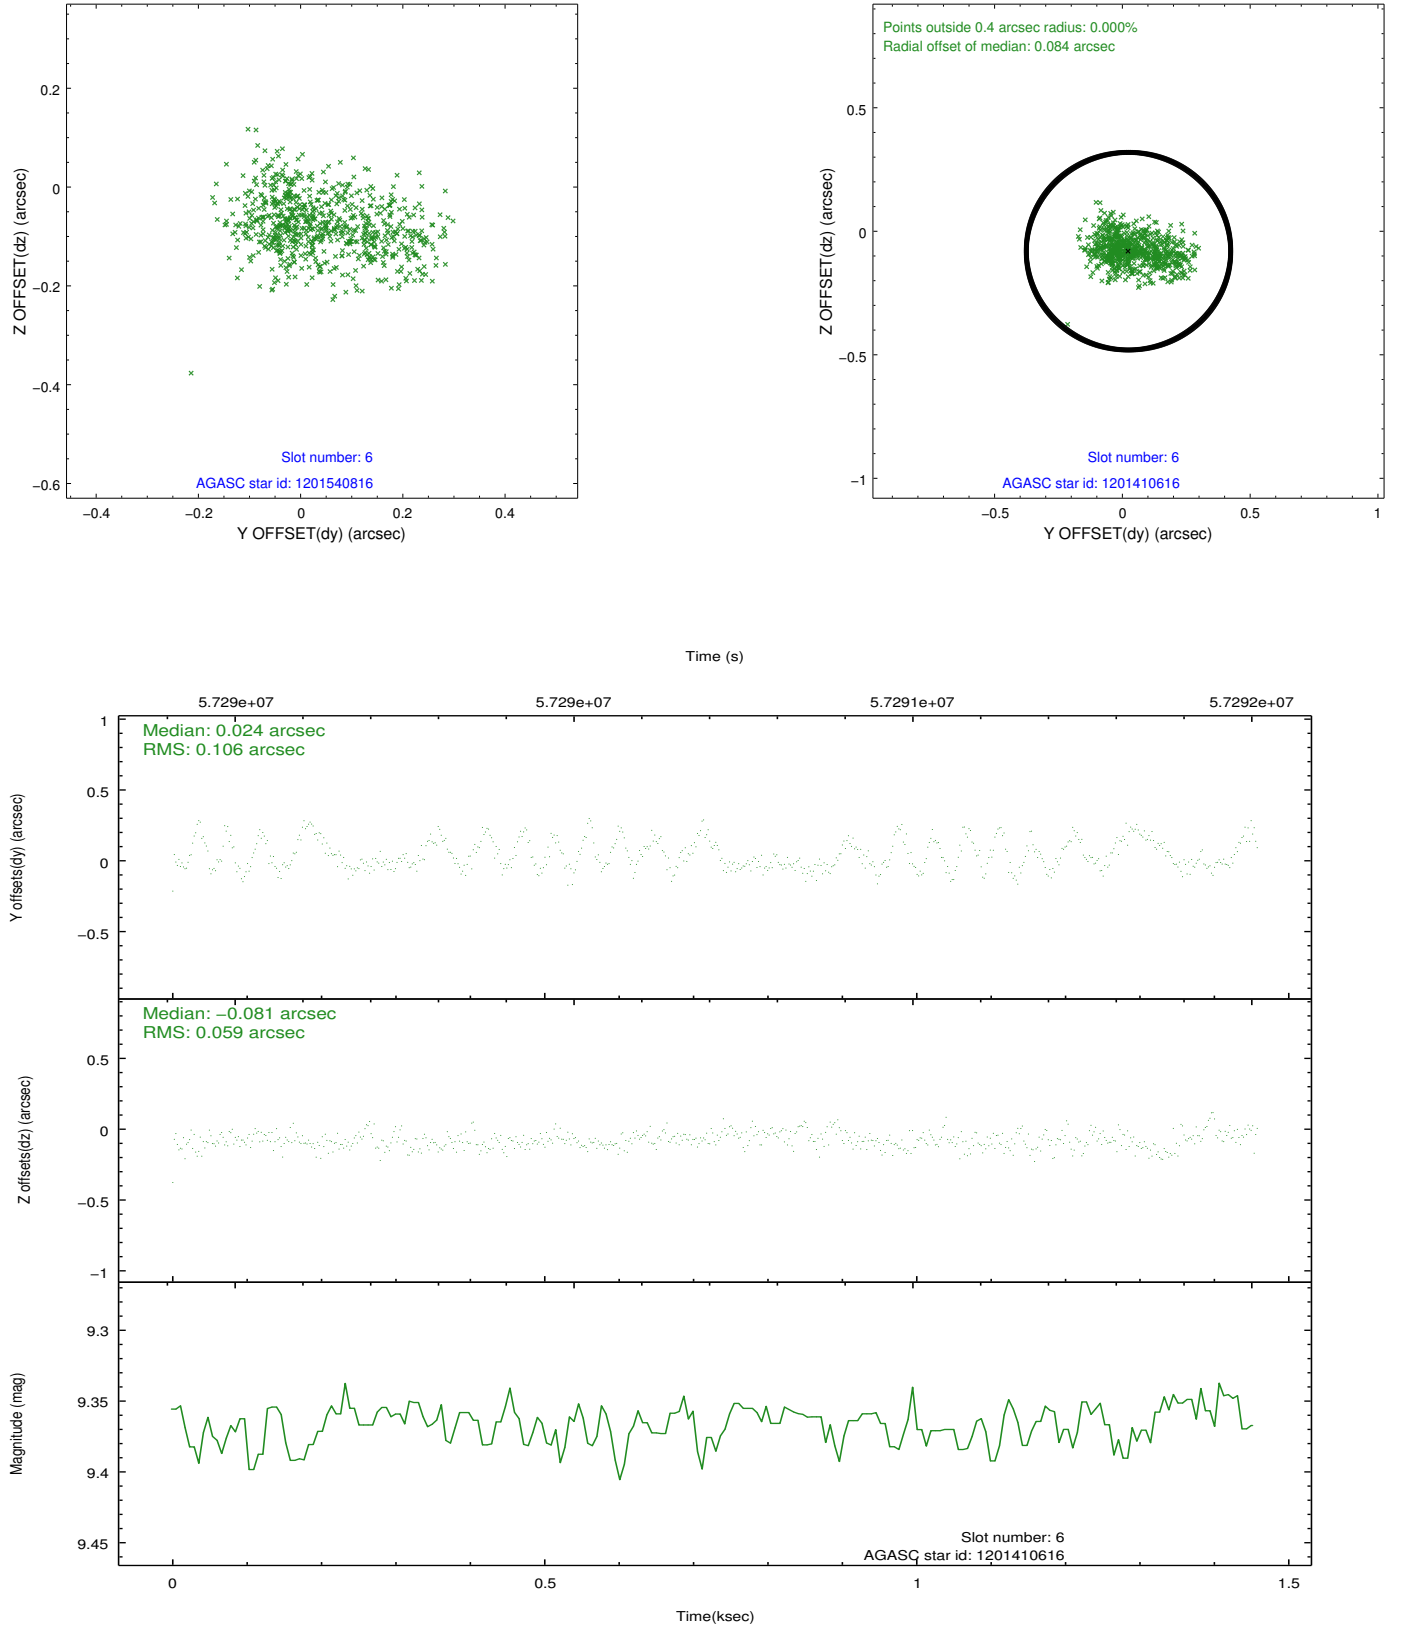 0.2
0
−0.2
−0.4
−0.6
Z OFFSET(dz) (arcsec)
Slot number: 6
AGASC star id: 1201540816
−0.4
−0.2
0
0.2
0.4
Y OFFSET(dy) (arcsec)
Points outside 0.4 arcsec radius: 0.000%
Radial offset of median: 0.084 arcsec
0.5
0
−0.5
−1
Z OFFSET(dz) (arcsec)
Slot number: 6
AGASC star id: 1201410616
−0.5
0
0.5
1
Y OFFSET(dy) (arcsec)
Time (s)
5.729e+07
5.729e+07
5.7291e+07
5.7292e+07
Median: 0.024 arcsec
RMS: 0.106 arcsec
1
0.5
0
−0.5
Y offsets(dy) (arcsec)
Median: −0.081 arcsec
RMS: 0.059 arcsec
0.5
0
−0.5
−1
Z offsets(dz) (arcsec)
9.3
9.35
9.4
9.45
Magnitude (mag)
Slot number: 6
AGASC star id: 1201410616
0
0.5
1
1.5
Time(ksec)